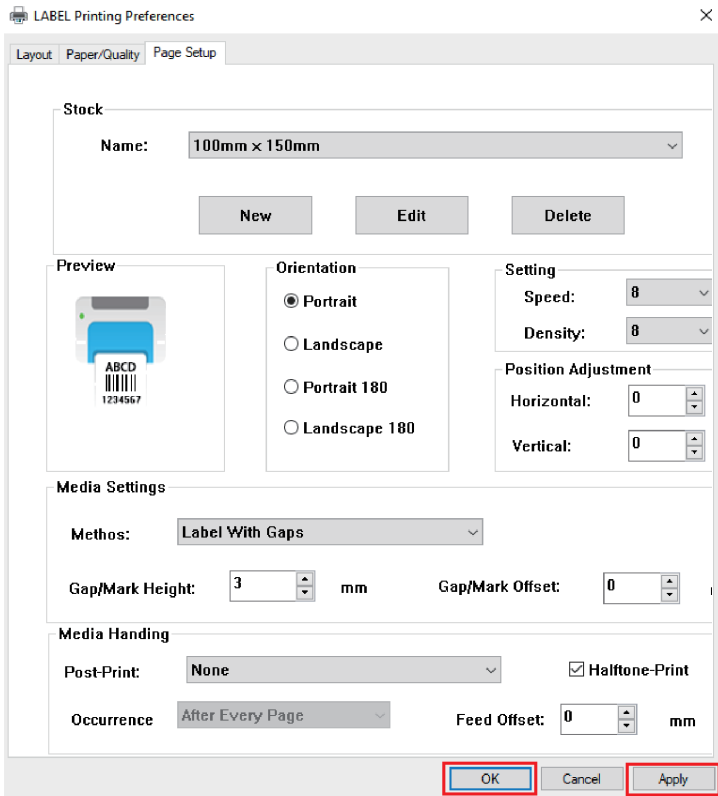 LABEL Printing Preferences
Layout Paper/Quality Page Setup
Stock
Name: 100mm x 150mm
New Edit Delete
Preview
ABCD
1234567
Orientation
Portrait
Landscape
Portrait 180
Landscape 180
Setting
Speed: 8
Density: 8
Position Adjustment
Horizontal: 0
Vertical: 0
Media Settings
Methos: Label With Gaps
Gap/Mark Height: 3 mm Gap/Mark Offset: 0
Media Handing
Post-Print: None Halftone-Print
Occurrence After Every Page Feed Offset: 0 mm
OK Cancel Apply